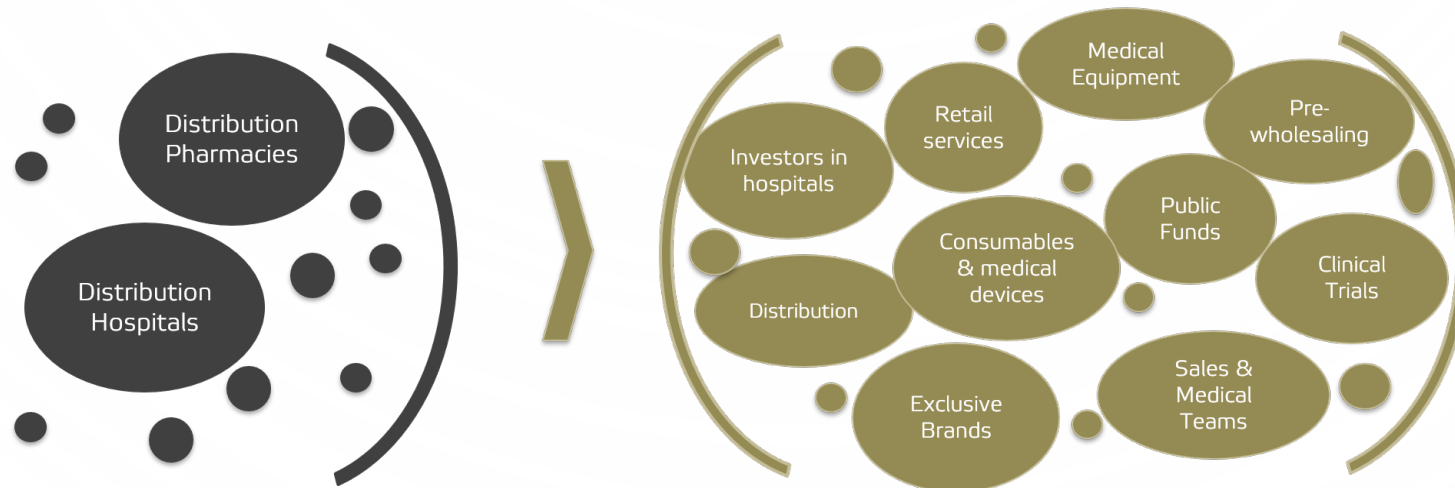 Distribution
Pharmacies
Distribution
Hospitals
Medical
Equipment
Retail
services
Pre-
wholesaling
Investors in
hospitals
Public
Funds
Consumables
& medical
devices
Clinical
Trials
Distribution
Sales &
Medical
Teams
Exclusive
Brands